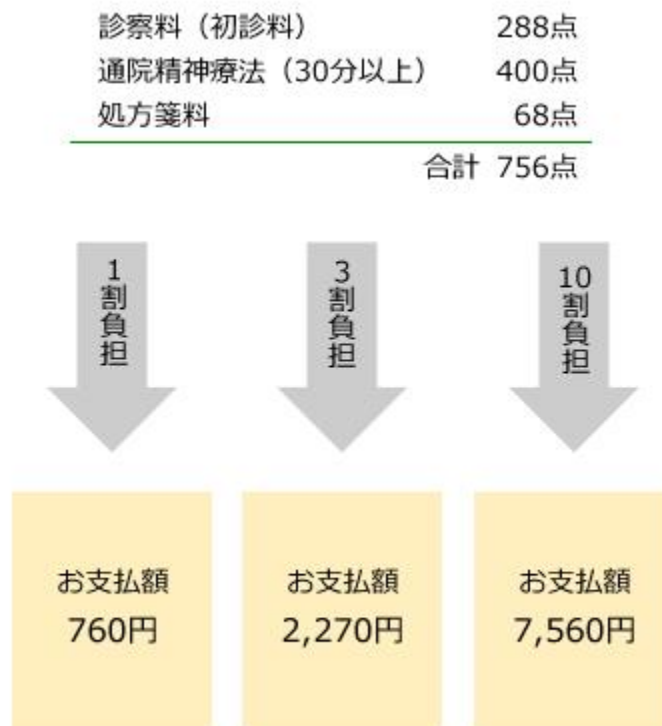 診察料（初診料） 288点
通院精神療法（30分以上） 400点
処方箋料 68点
合計 756点
1割負担
3割負担
10割負担
お支払額
760円
お支払額
2,270円
お支払額
7,560円